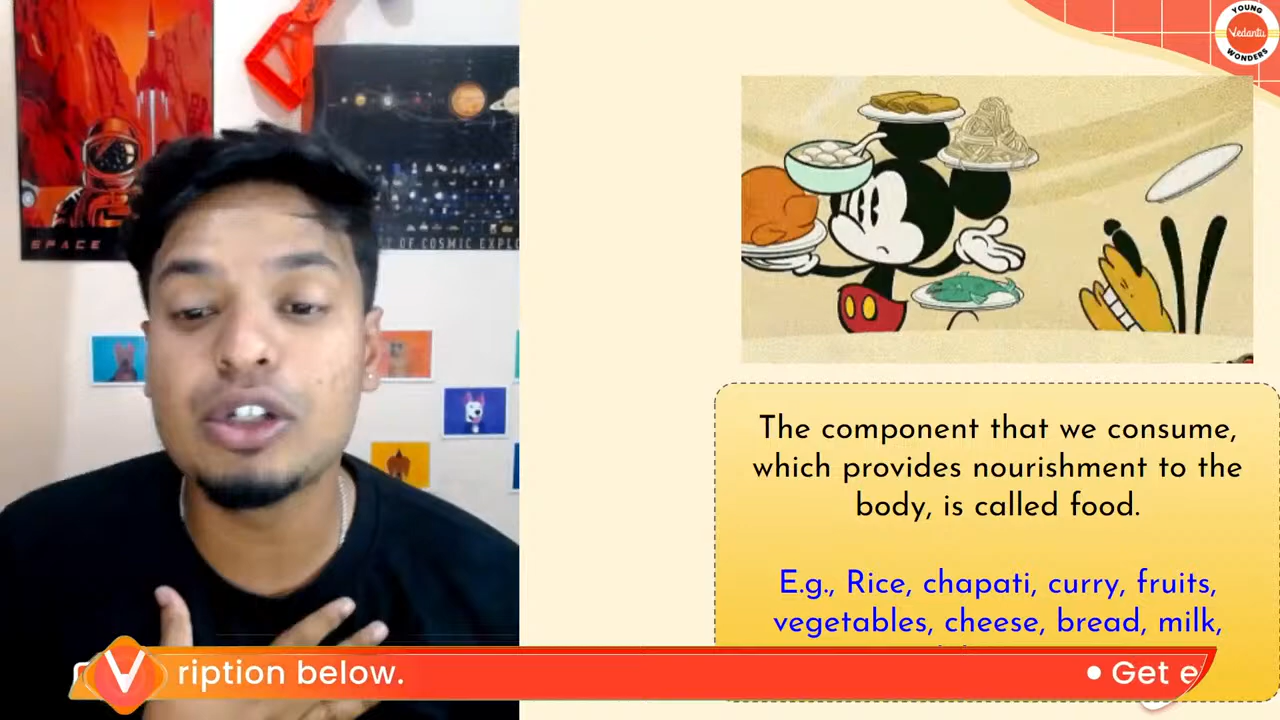 YOUNG
Vedantu
WONDERS
SPACE
OF COSMIC EXPLO
The component that we consume,
which provides nourishment to the
body, is called food.
E.g., Rice, chapati, curry, fruits,
vegetables, cheese, bread, milk,
V
ription below.
• Get e